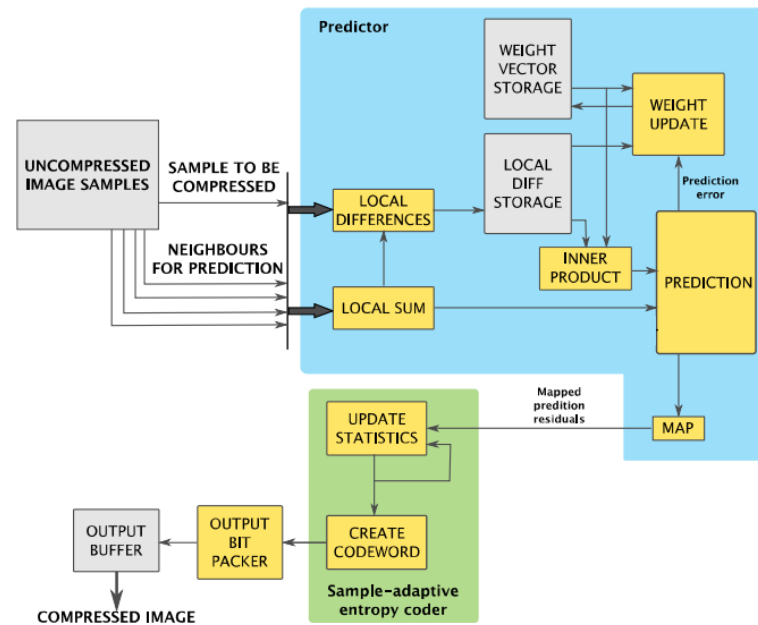 Predictor
WEIGHT
VECTOR
STORAGE
WEIGHT
UPDATE
UNCOMPRESSED
IMAGE SAMPLES
SAMPLE TO BE
COMPRESSED
LOCAL
DIFFERENCES
LOCAL
DIFF
STORAGE
Prediction
error
NEIGHBOURS
FOR PREDICTION
INNER
PRODUCT
PREDICTION
LOCAL SUM
Mapped
predition
residuals
MAP
UPDATE
STATISTICS
CREATE
CODEWORD
OUTPUT
BIT
PACKER
OUTPUT
BUFFER
Sample-adaptive
entropy coder
COMPRESSED IMAGE